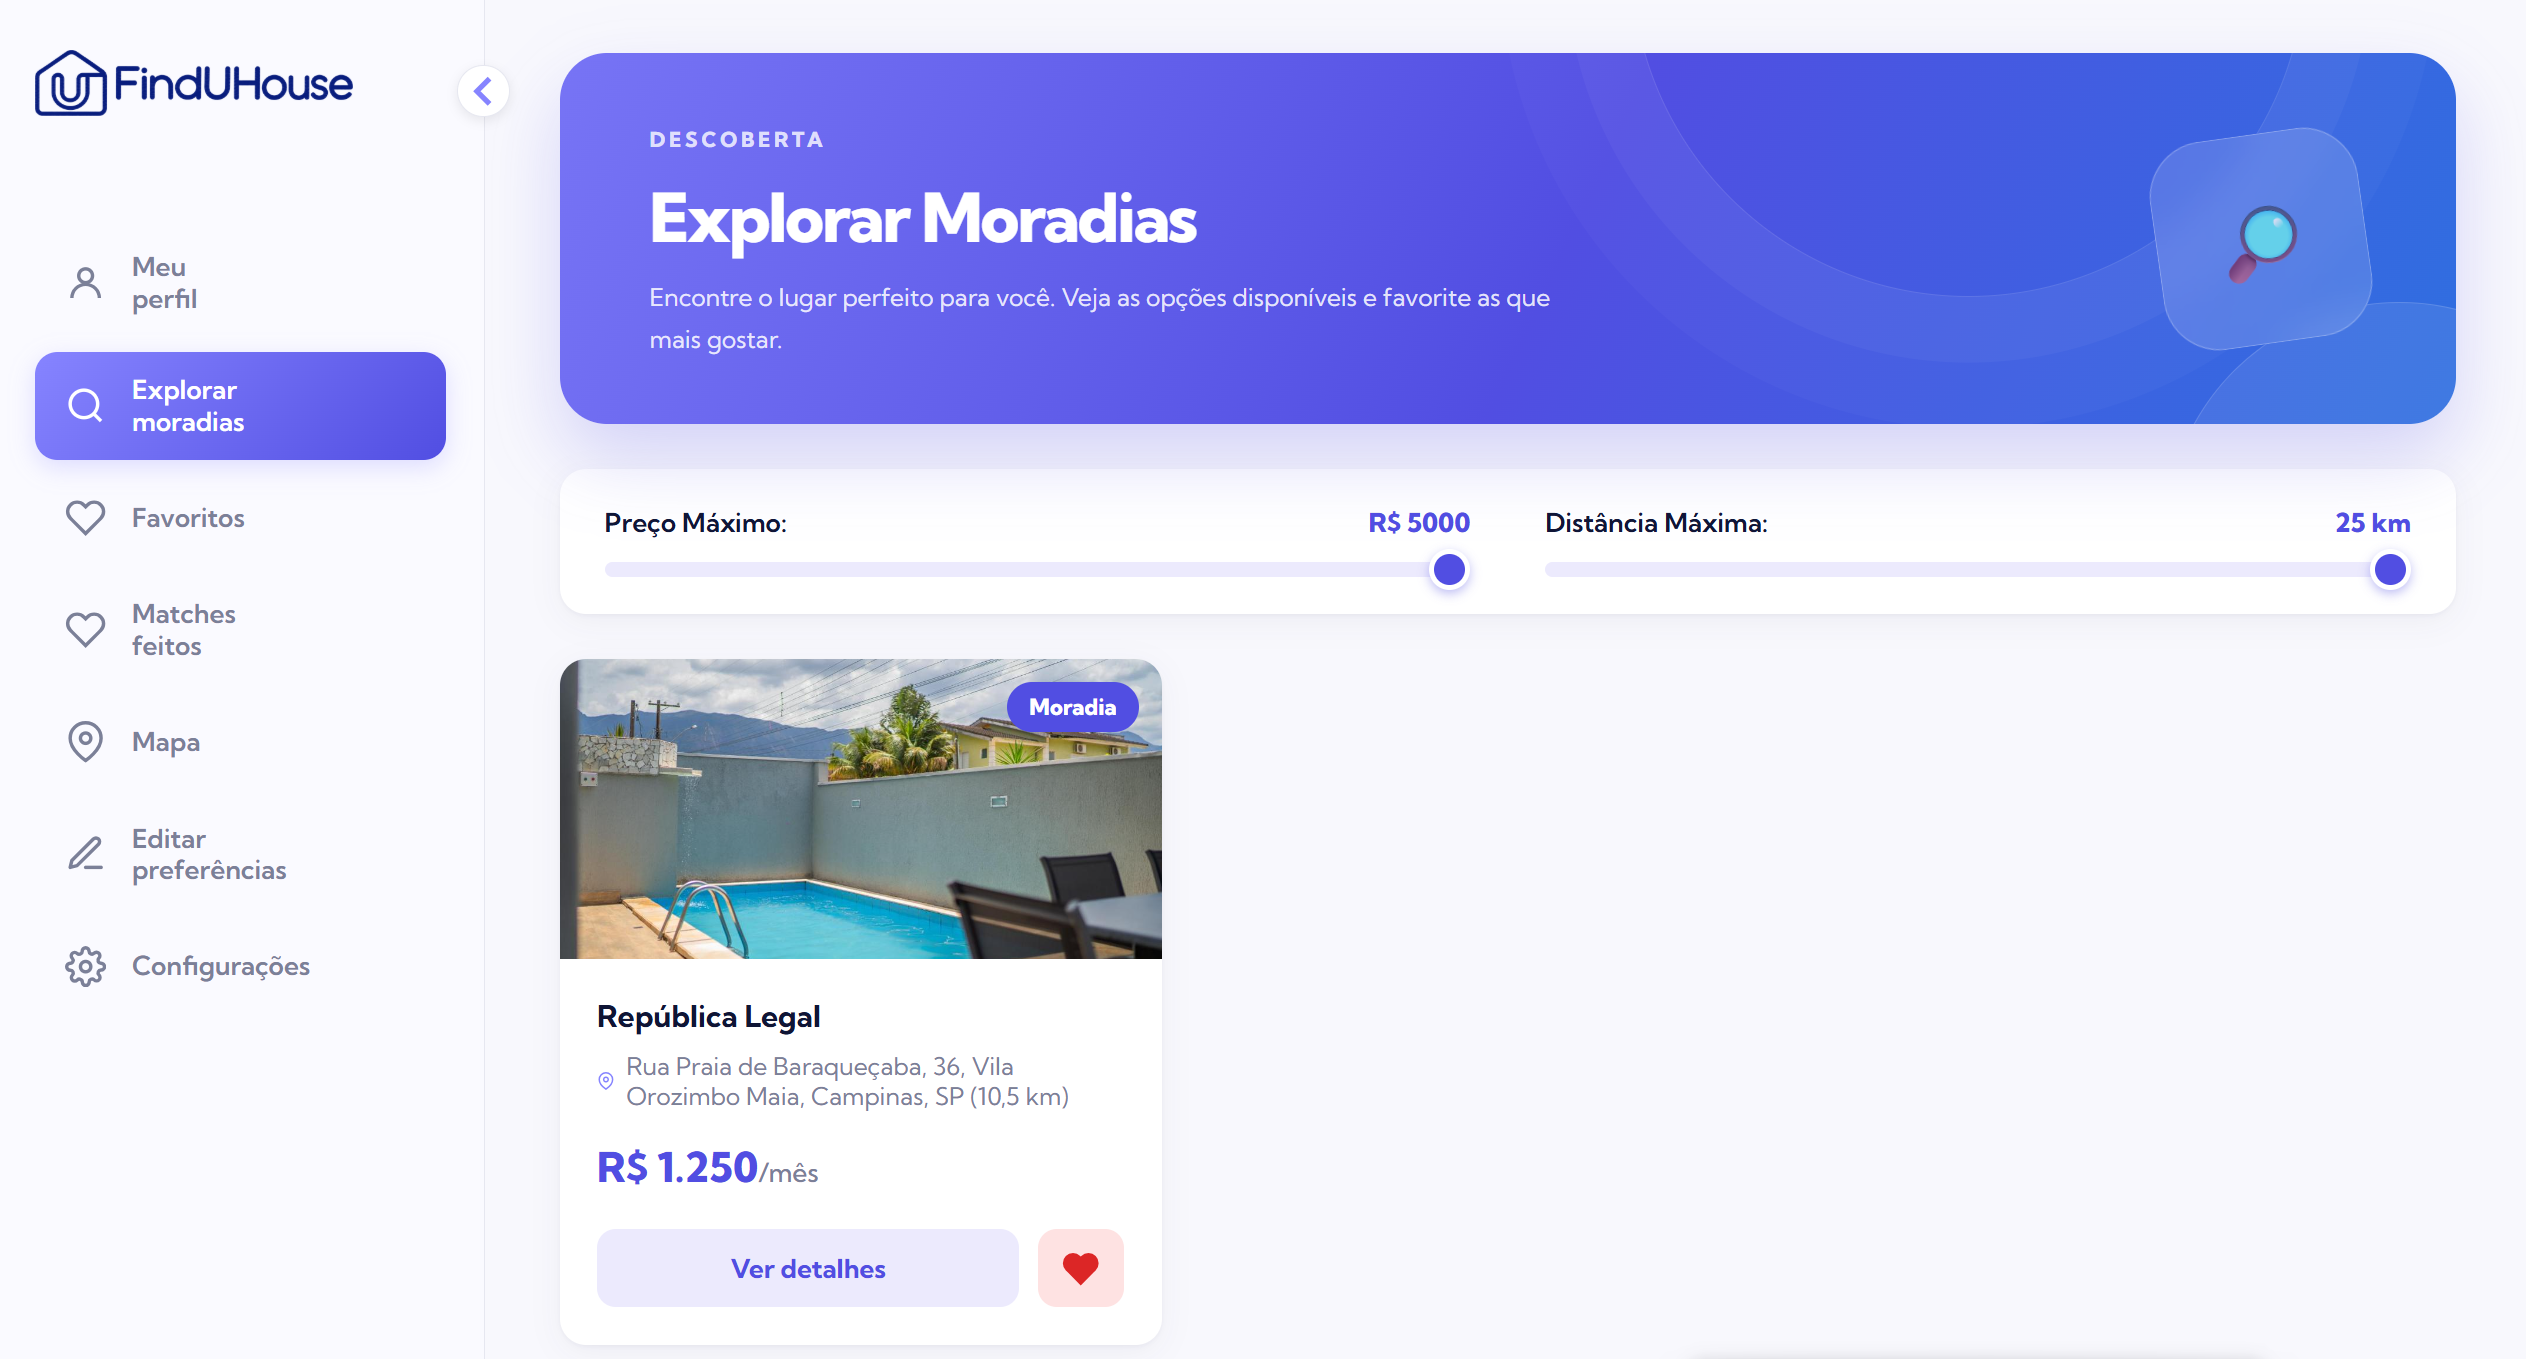 FindUHouse
Meu
perfil
Explorar
moradias
Favoritos
Matches
feitos
Mapa
Editar
preferências
Configurações
DESCOBERTA
Explorar Moradias
Encontre o lugar perfeito para você. Veja as opções disponíveis e favorite as que
mais gostar.
Preço Máximo: R$ 5000
Distância Máxima: 25 km
Moradia
República Legal
Rua Praia de Baraqueçaba, 36, Vila
Orozimbo Maia, Campinas, SP (10,5 km)
R$ 1.250/mês
Ver detalhes